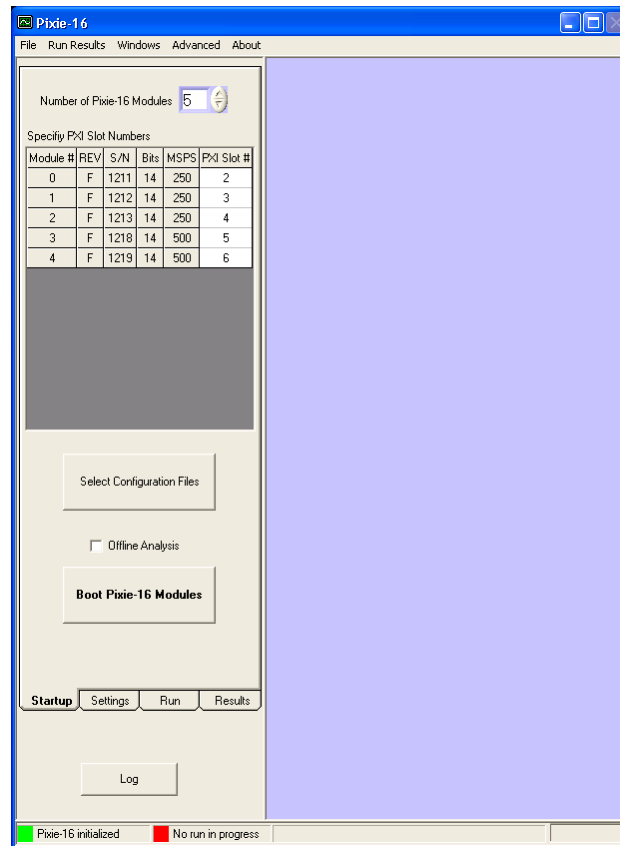 Pixie-16
File Run Results Windows Advanced About
Number of Pixie-16 Modules 5
Specifiy PXI Slot Numbers
Module # REV S/N Bits MSPS PXI Slot #
0 F 1211 14 250 2
1 F 1212 14 250 3
2 F 1213 14 250 4
3 F 1218 14 500 5
4 F 1219 14 500 6
Select Configuration Files
Offline Analysis
Boot Pixie-16 Modules
Startup Settings Run Results
Log
Pixie-16 initialized No run in progress